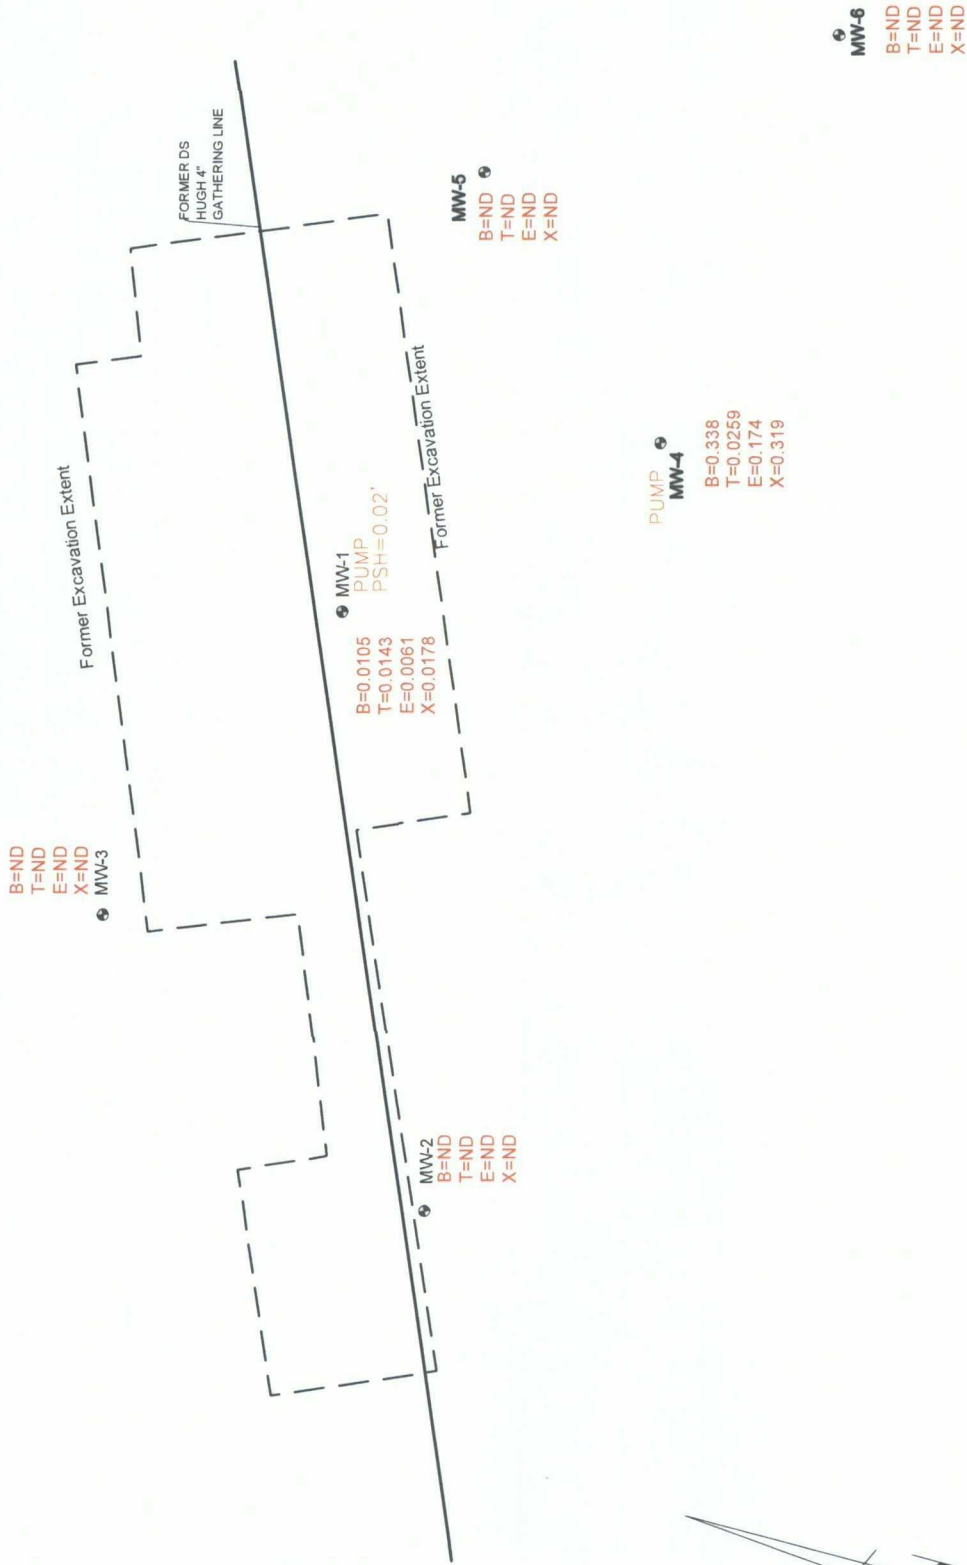 MW-6
B=ND
T=ND
E=ND
X=ND
FORMER DS
HUGH 4"
GATHERING LINE
MW-5
B=ND
T=ND
E=ND
X=ND
Former Excavation Extent
Former Excavation Extent
MW-1
PUMP
PSH=0.02'
B=0.0105
T=0.0143
E=0.0061
X=0.0178
PUMP
MW-4
B=0.338
T=0.0259
E=0.174
X=0.319
B=ND
T=ND
E=ND
X=ND
MW-3
MW-2
B=ND
T=ND
E=ND
X=ND